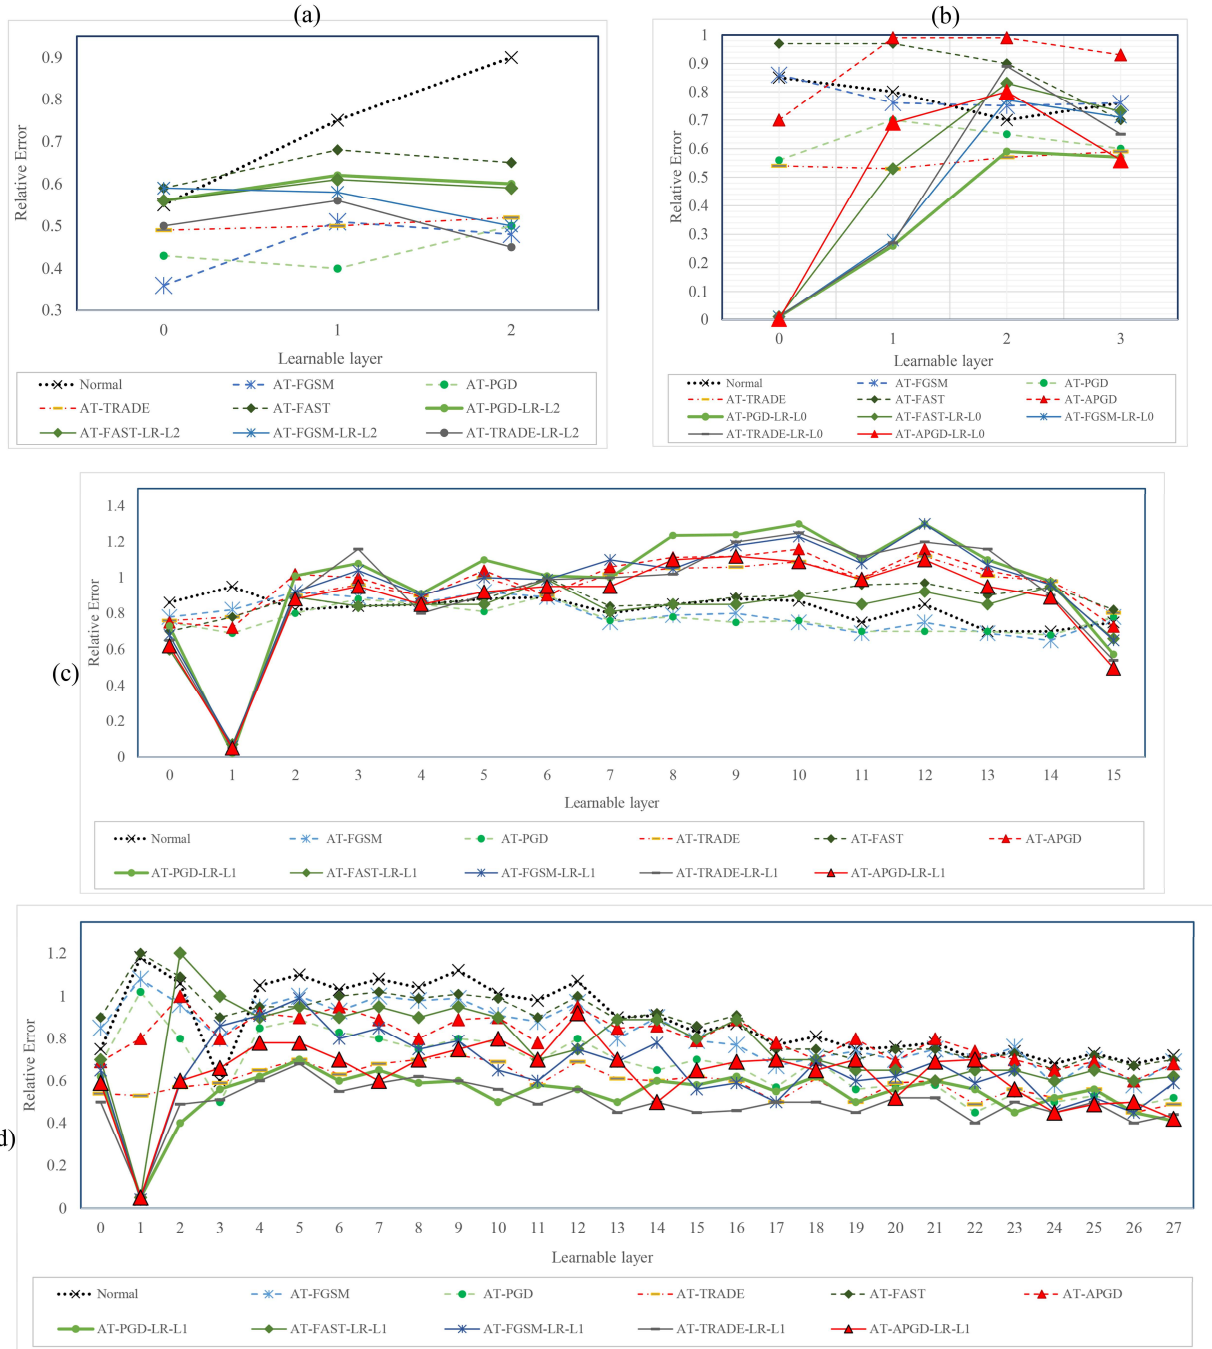 (a)
0.9
0.8
0.7
0.6
0.5
0.4
0.3
Relative Error
0 1 2
Learnable layer
Normal AT-FGSM AT-PGD
AT-TRADE AT-FAST AT-PGD-LR-L2
AT-FAST-LR-L2 AT-FGSM-LR-L2 AT-TRADE-LR-L2
(b)
1
0.9
0.8
0.7
0.6
0.5
0.4
0.3
0.2
0.1
0
Relative Error
0 1 2 3
Learnable layer
Normal AT-FGSM AT-PGD
AT-TRADE AT-FAST AT-APGD
AT-PGD-LR-L0 AT-FAST-LR-L0 AT-FGSM-LR-L0
AT-TRADE-LR-L0 AT-APGD-LR-L0
(c)
1.4
1.2
1
0.8
0.6
0.4
0.2
0
Relative Error
0 1 2 3 4 5 6 7 8 9 10 11 12 13 14 15
Learnable layer
Normal AT-FGSM AT-PGD AT-TRADE AT-FAST AT-APGD
AT-PGD-LR-L1 AT-FAST-LR-L1 AT-FGSM-LR-L1 AT-TRADE-LR-L1 AT-APGD-LR-L1
d)
1.2
1
0.8
0.6
0.4
0.2
0
Relative Error
0 1 2 3 4 5 6 7 8 9 10 11 12 13 14 15 16 17 18 19 20 21 22 23 24 25 26 27
Learnable layer
Normal AT-FGSM AT-PGD AT-TRADE AT-FAST AT-APGD
AT-PGD-LR-L1 AT-FAST-LR-L1 AT-FGSM-LR-L1 AT-TRADE-LR-L1 AT-APGD-LR-L1